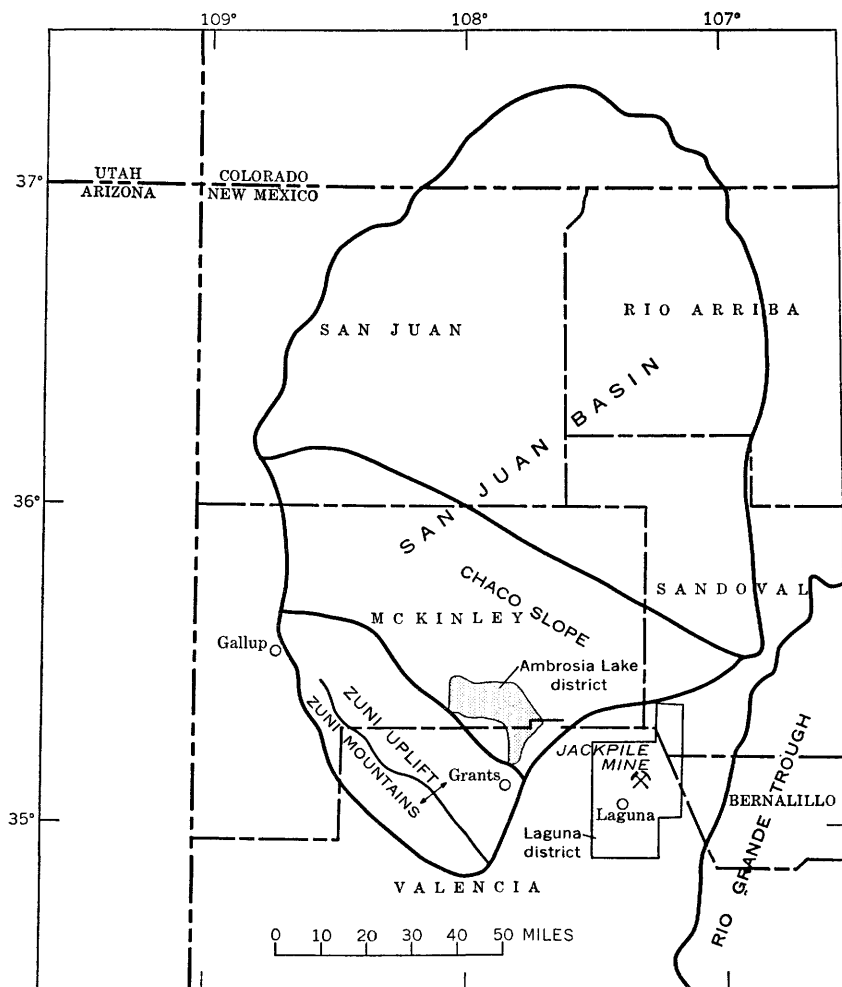 109° 108° 107°
UTAH COLORADO
37°
ARIZONA NEW MEXICO
RIO ARRIBA
SAN JUAN
SAN JUAN BASIN
36°
CHACO SLOPE
SANDOVAL
MCKINLEY
Gallup
Ambrosia Lake
district
ZUNI UPLIFT
ZUNI MOUNTAINS
JACKPILE
MINE
Grants
BERNALILLO
Laguna
35°
Laguna
district
RIO GRANDE TROUGH
VALENCIA
0 10 20 30 40 50 MILES